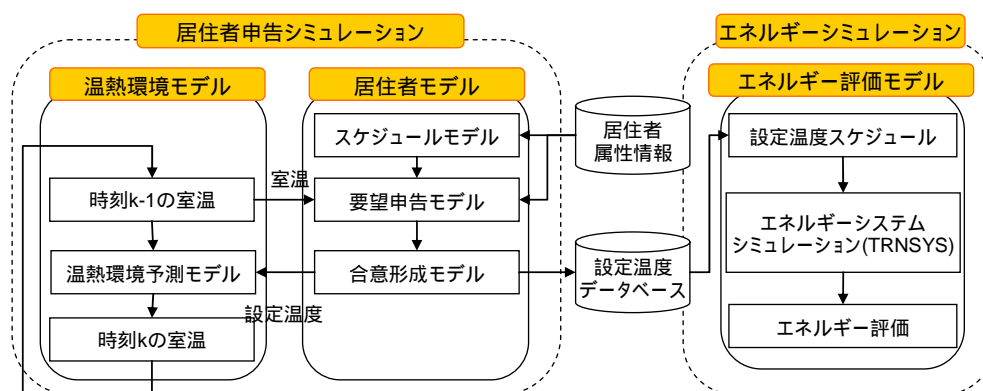 居住者申告シミュレーション
温熱環境モデル
時刻k-1の室温
温熱環境予測モデル
時刻kの室温
室温
設定温度
居住者モデル
スケジュールモデル
要望申告モデル
合意形成モデル
居住者
属性情報
設定温度
データベース
エネルギーシミュレーション
エネルギー評価モデル
設定温度スケジュール
エネルギーシステム
シミュレーション(TRNSYS)
エネルギー評価